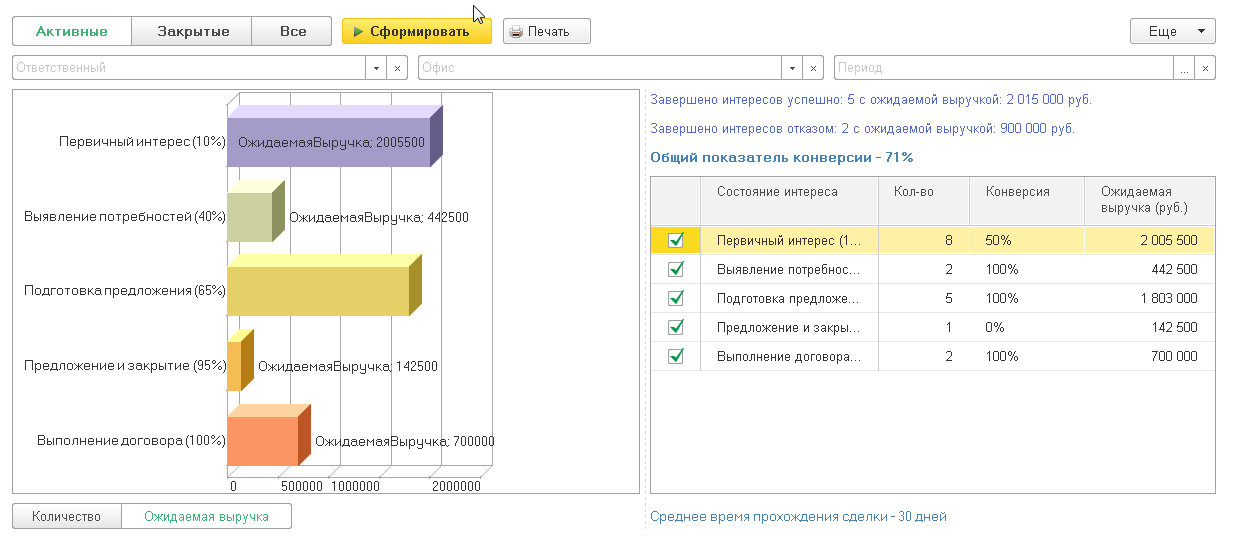 Активные Закрытые Все Сформировать Печать Еще
Ответственный Офис Период ...
Первичный интерес (10%) ОжидаемаяВыручка; 2005500
Выявление потребностей (40%) ОжидаемаяВыручка; 442500
Подготовка предложения (65%)
Предложение и закрытие (95%) ОжидаемаяВыручка; 142500
Выполнение договора (100%) ОжидаемаяВыручка; 700000
0 500000 1000000 2000000
Количество Ожидаемая выручка
Завершено интересов успешно: 5 с ожидаемой выручкой: 2 015 000 руб.
Завершено интересов отказом: 2 с ожидаемой выручкой: 900 000 руб.
Общий показатель конверсии - 71%
Состояние интереса Кол-во Конверсия Ожидаемая
выручка (руб.)
Первичный интерес (1... 8 50% 2 005 500
Выявление потребнос... 2 100% 442 500
Подготовка предложе... 5 100% 1 803 000
Предложение и закры... 1 0% 142 500
Выполнение договора... 2 100% 700 000
Среднее время прохождения сделки - 30 дней